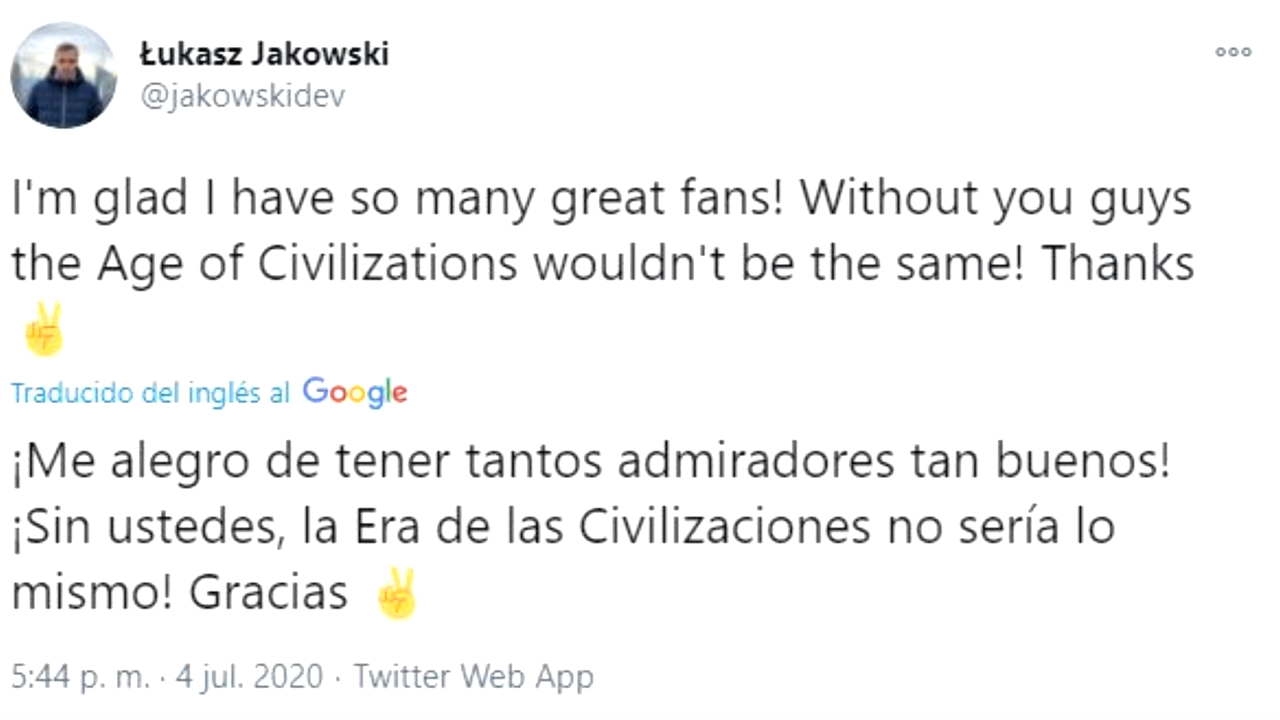 Łukasz Jakowski
@jakowskidev
I'm glad I have so many great fans! Without you guys
the Age of Civilizations wouldn't be the same! Thanks
✌
Traducido del inglés al Google
¡Me alegro de tener tantos admiradores tan buenos!
¡Sin ustedes, la Era de las Civilizaciones no sería lo
mismo! Gracias ✌
5:44 p. m. · 4 jul. 2020 · Twitter Web App